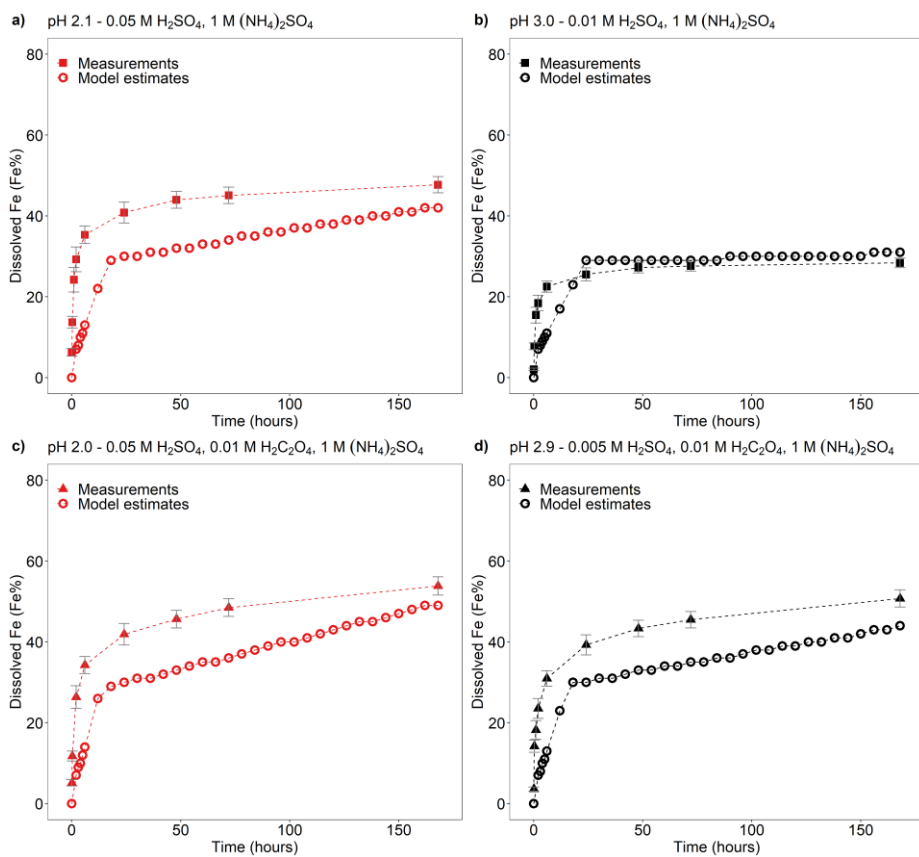 a) pH 2.1 - 0.05 M H₂SO₄, 1 M (NH₄)₂SO₄
Measurements
Model estimates
80
60
40
20
0
Dissolved Fe (Fe%)
0 50 100 150
Time (hours)
b) pH 3.0 - 0.01 M H₂SO₄, 1 M (NH₄)₂SO₄
Measurements
Model estimates
80
60
40
20
0
Dissolved Fe (Fe%)
0 50 100 150
Time (hours)
c) pH 2.0 - 0.05 M H₂SO₄, 0.01 M H₂C₂O₄, 1 M (NH₄)₂SO₄
Measurements
Model estimates
80
60
40
20
0
Dissolved Fe (Fe%)
0 50 100 150
Time (hours)
d) pH 2.9 - 0.005 M H₂SO₄, 0.01 M H₂C₂O₄, 1 M (NH₄)₂SO₄
Measurements
Model estimates
80
60
40
20
0
Dissolved Fe (Fe%)
0 50 100 150
Time (hours)